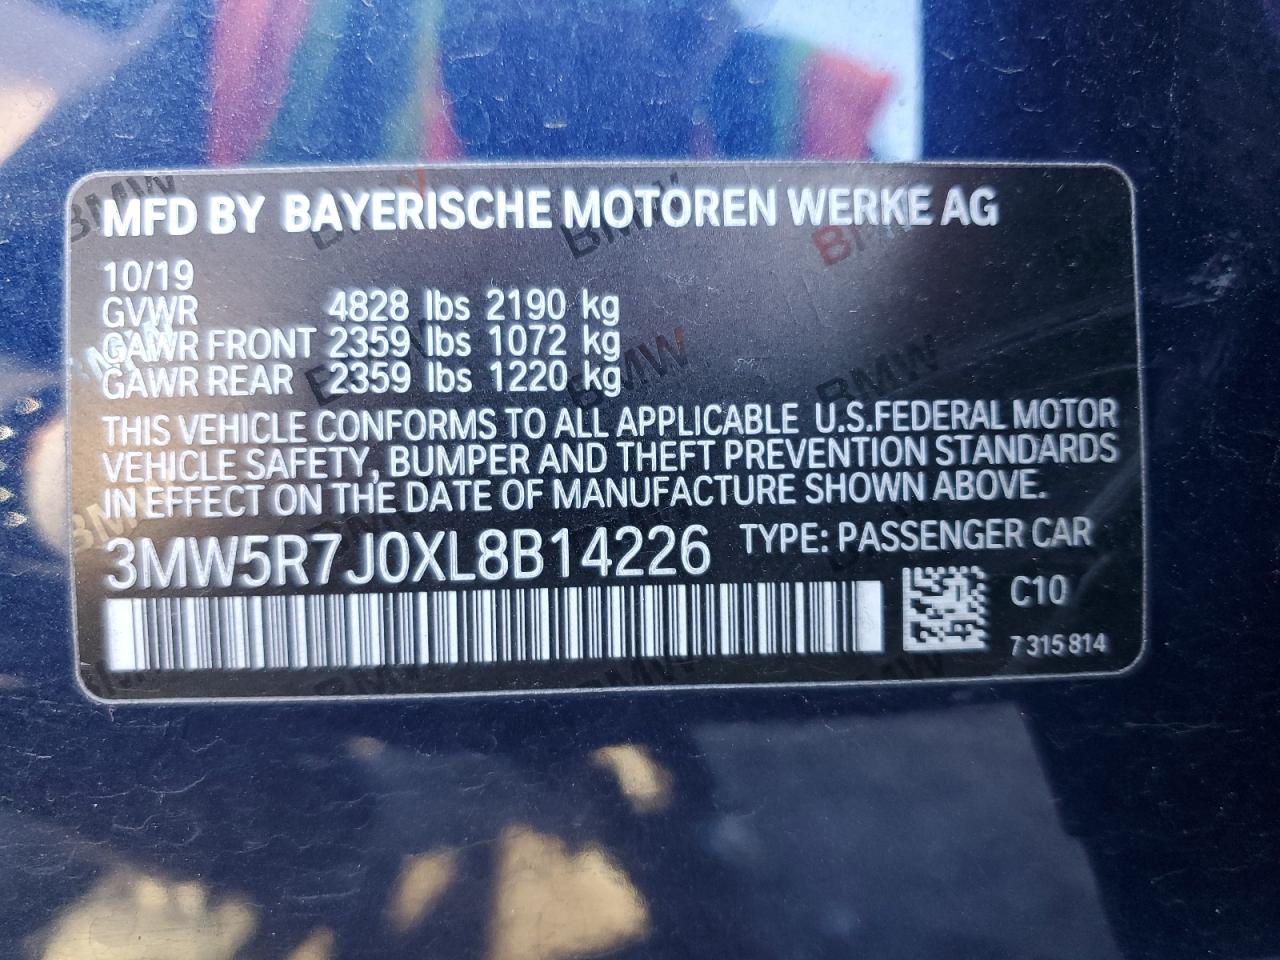 MFD BY BAYERISCHE MOTOREN WERKE AG
10/19
GVWR 4828 lbs 2190 kg
GAWR FRONT 2359 lbs 1072 kg
GAWR REAR 2359 lbs 1220 kg
THIS VEHICLE CONFORMS TO ALL APPLICABLE U.S.FEDERAL MOTOR
VEHICLE SAFETY, BUMPER AND THEFT PREVENTION STANDARDS
IN EFFECT ON THE DATE OF MANUFACTURE SHOWN ABOVE.
3MW5R7J0XL8B14226 TYPE: PASSENGER CAR
C10
7 315 814